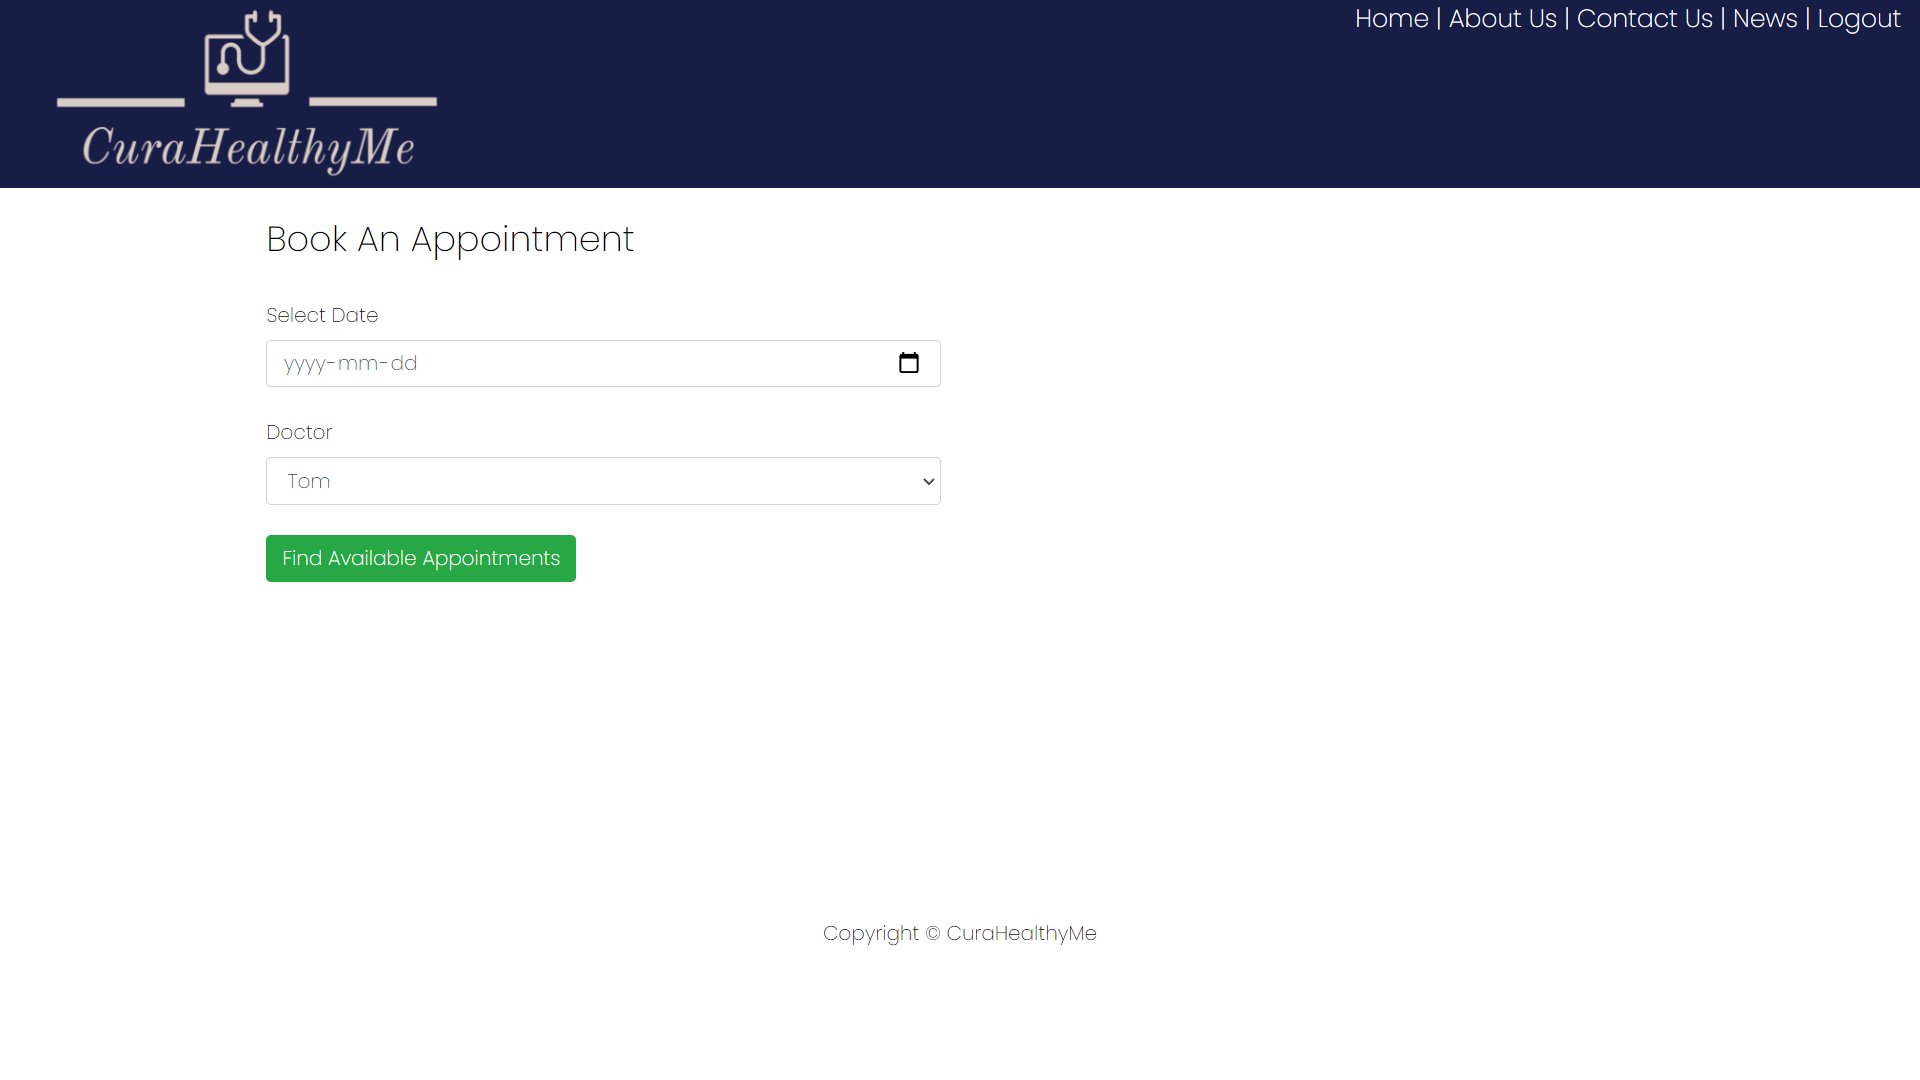 Home | About Us | Contact Us | News | Logout
CuraHealthyMe
Book An Appointment
Select Date
yyyy-mm-dd
Doctor
Tom
Find Available Appointments
Copyright © CuraHealthyMe